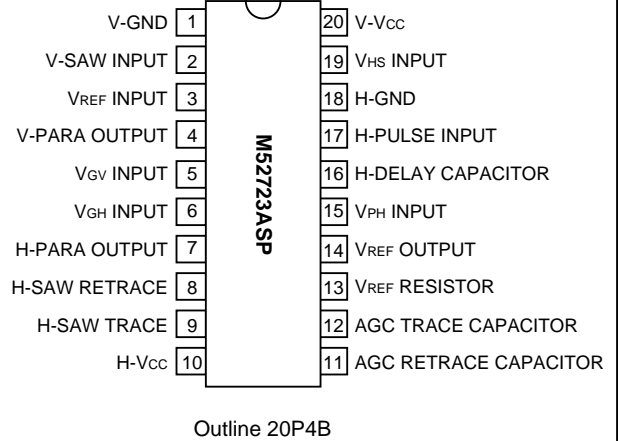 V-GND 1 20 V-VCC
V-SAW INPUT 2 19 VHS INPUT
VREF INPUT 3 18 H-GND
V-PARA OUTPUT 4 17 H-PULSE INPUT
VGV INPUT 5 16 H-DELAY CAPACITOR
VGH INPUT 6 15 VPH INPUT
H-PARA OUTPUT 7 14 VREF OUTPUT
H-SAW RETRACE 8 13 VREF RESISTOR
H-SAW TRACE 9 12 AGC TRACE CAPACITOR
H-VCC 10 11 AGC RETRACE CAPACITOR
M52723ASP
Outline 20P4B